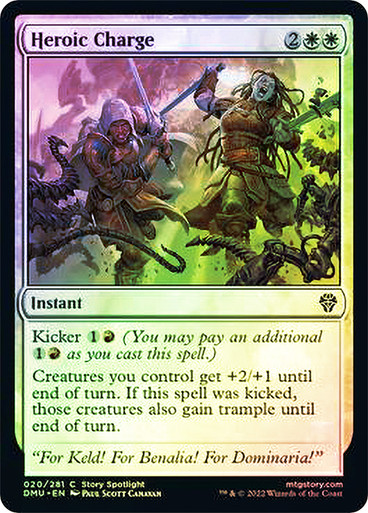 Heroic Charge 2
Instant
Kicker 1 (You may pay an additional
1 as you cast this spell.)
Creatures you control get +2/+1 until
end of turn. If this spell was kicked,
those creatures also gain trample until
end of turn.
"For Keld! For Benalia! For Dominaria!"
020/281 C Story Spotlight mtgstory.com
DMU • EN Paul Scott Canavan ™ & © 2022 Wizards of the Coast